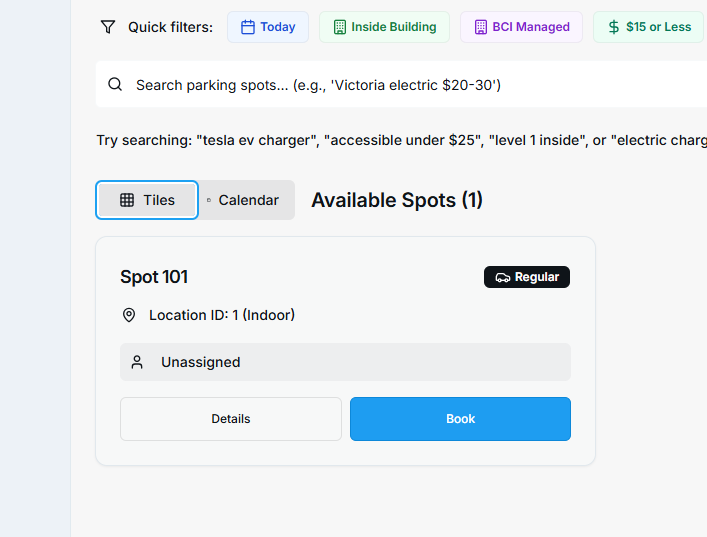 Quick filters: Today Inside Building BCI Managed $15 or Less
Search parking spots... (e.g., 'Victoria electric $20-30')
Try searching: "tesla ev charger", "accessible under $25", "level 1 inside", or "electric charg
Tiles Calendar Available Spots (1)
Spot 101 Regular
Location ID: 1 (Indoor)
Unassigned
Details Book